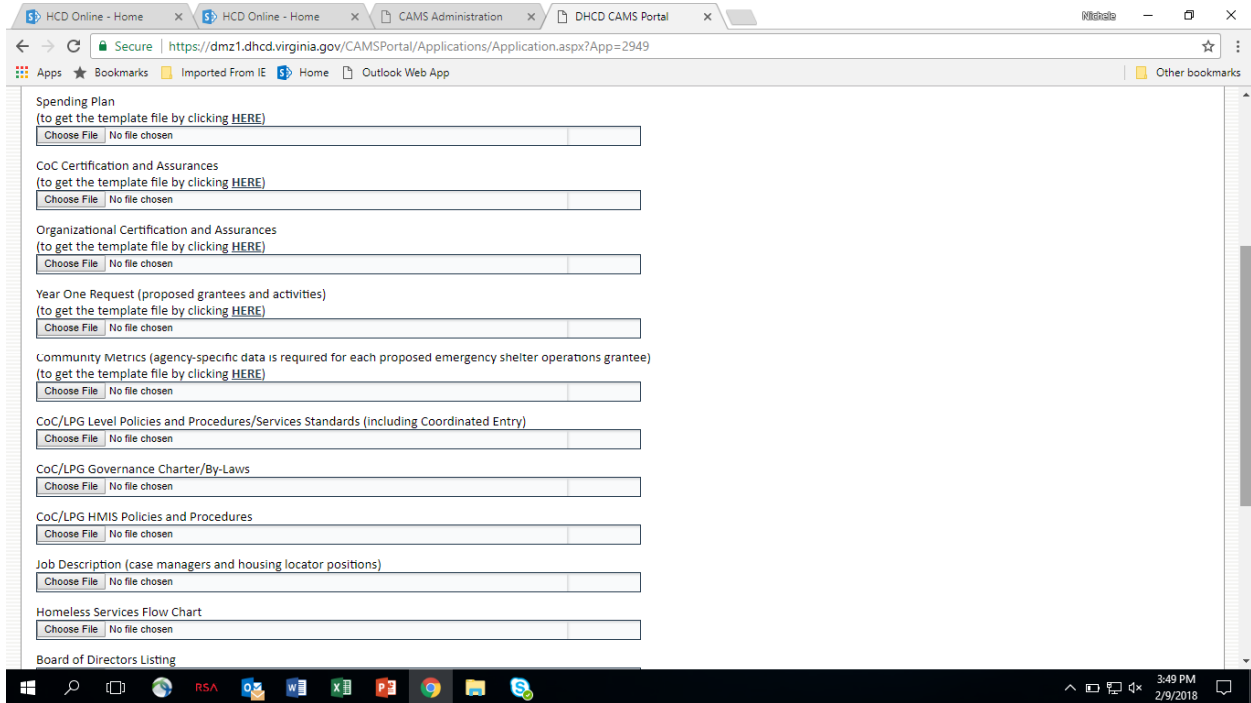 HCD Online - Home
HCD Online - Home
CAMS Administration
DHCD CAMS Portal
Nichele
Secure | https://dmz1.dhcd.virginia.gov/CAMSPortal/Applications/Application.aspx?App=2949
Apps Bookmarks Imported From IE Home Outlook Web App Other bookmarks
Spending Plan
(to get the template file by clicking HERE)
Choose File No file chosen
CoC Certification and Assurances
(to get the template file by clicking HERE)
Choose File No file chosen
Organizational Certification and Assurances
(to get the template file by clicking HERE)
Choose File No file chosen
Year One Request (proposed grantees and activities)
(to get the template file by clicking HERE)
Choose File No file chosen
Community Metrics (agency-specific data is required for each proposed emergency shelter operations grantee)
(to get the template file by clicking HERE)
Choose File No file chosen
CoC/LPG Level Policies and Procedures/Services Standards (including Coordinated Entry)
Choose File No file chosen
CoC/LPG Governance Charter/By-Laws
Choose File No file chosen
CoC/LPG HMIS Policies and Procedures
Choose File No file chosen
Job Description (case managers and housing locator positions)
Choose File No file chosen
Homeless Services Flow Chart
Choose File No file chosen
Board of Directors Listing
RSA
3:49 PM
2/9/2018